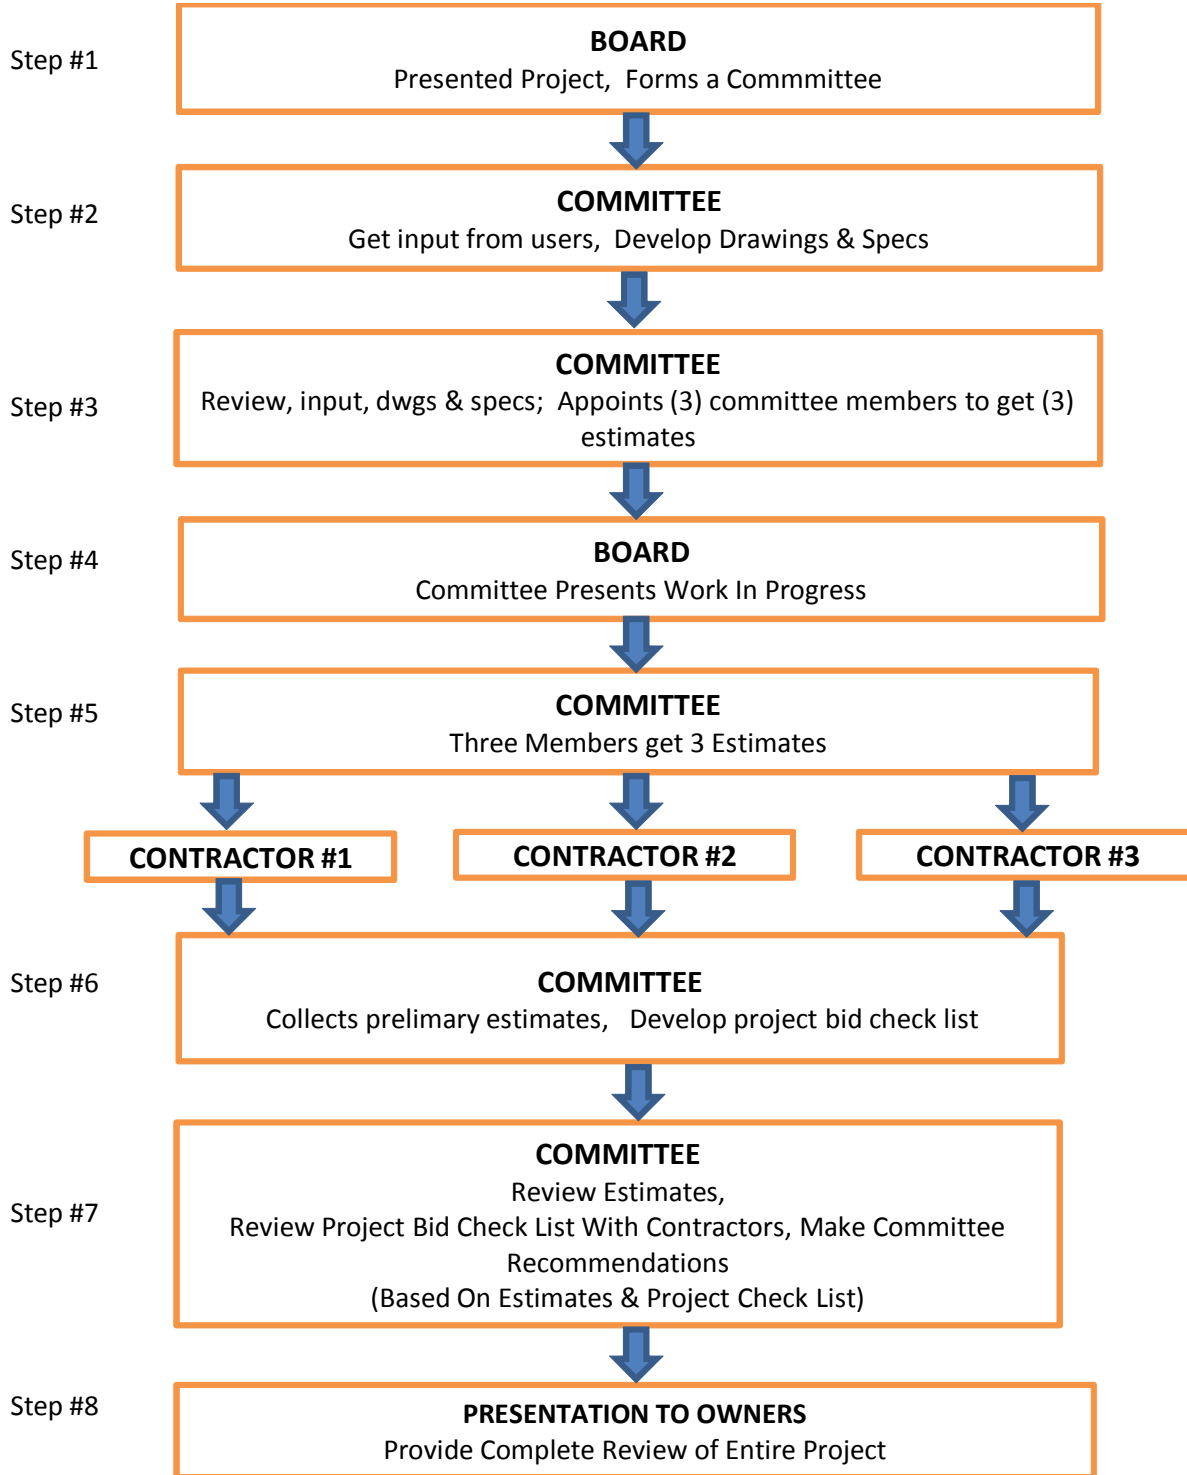 BOARD
Step #1
Presented Project,  Forms a Commmittee
COMMITTEE
Step #2
Get input from users,  Develop Drawings & Specs
COMMITTEE
Step #3
Review, input, dwgs & specs;  Appoints (3) committee members to get (3)
estimates
BOARD
Step #4
Committee Presents Work In Progress
COMMITTEE
Step #5
Three Members get 3 Estimates
CONTRACTOR #1
CONTRACTOR #2
CONTRACTOR #3
COMMITTEE
Step #6
Collects prelimary estimates,   Develop project bid check list
COMMITTEE
Review Estimates,
Step #7
Review Project Bid Check List With Contractors, Make Committee
Recommendations
(Based On Estimates & Project Check List)
Step #8
PRESENTATION TO OWNERS
Provide Complete Review of Entire Project